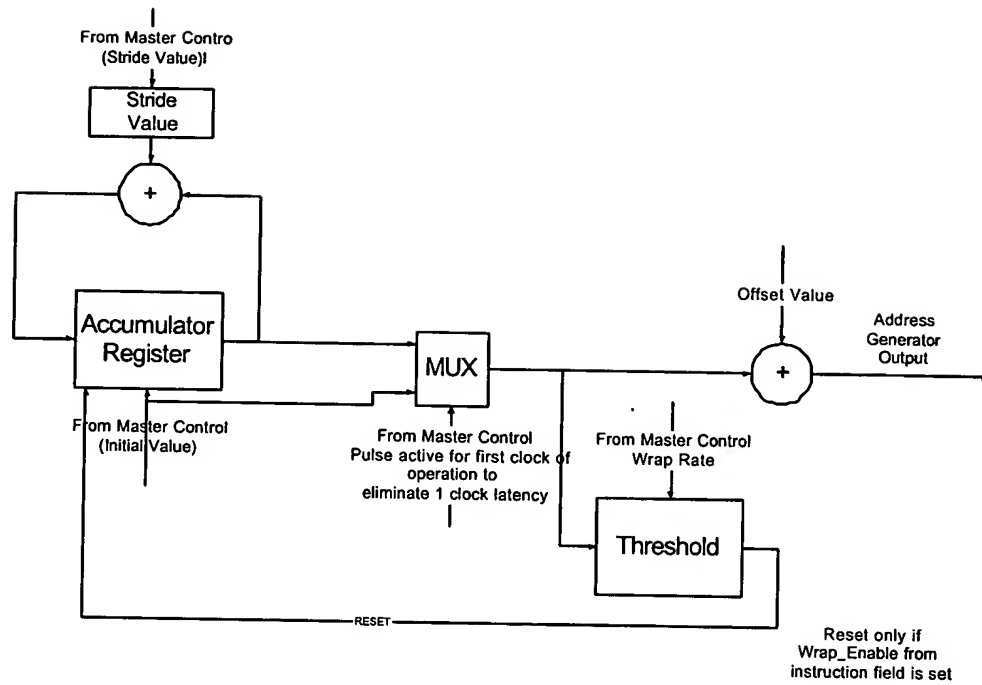 From Master Contro
(Stride Value)l
Stride
Value
+
Accumulator
Register
MUX
Offset Value
+
Address
Generator
Output
From Master Control
(Initial Value)
From Master Control
Pulse active for first clock of
operation to
eliminate 1 clock latency
From Master Control
Wrap Rate
Threshold
RESET
Reset only if
Wrap_Enable from
instruction field is set